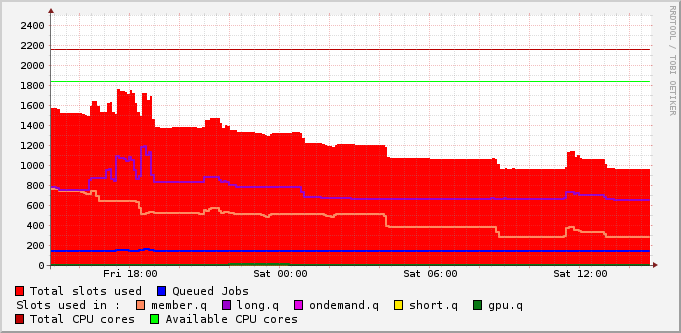 RRDTOOL / TOBI OETIKER
2400
2200
2000
1800
1600
1400
1200
1000
800
600
400
200
0
Fri 18:00 Sat 00:00 Sat 06:00 Sat 12:00
Total slots used Queued Jobs
Slots used in : member.q long.q ondemand.q short.q gpu.q
Total CPU cores Available CPU cores